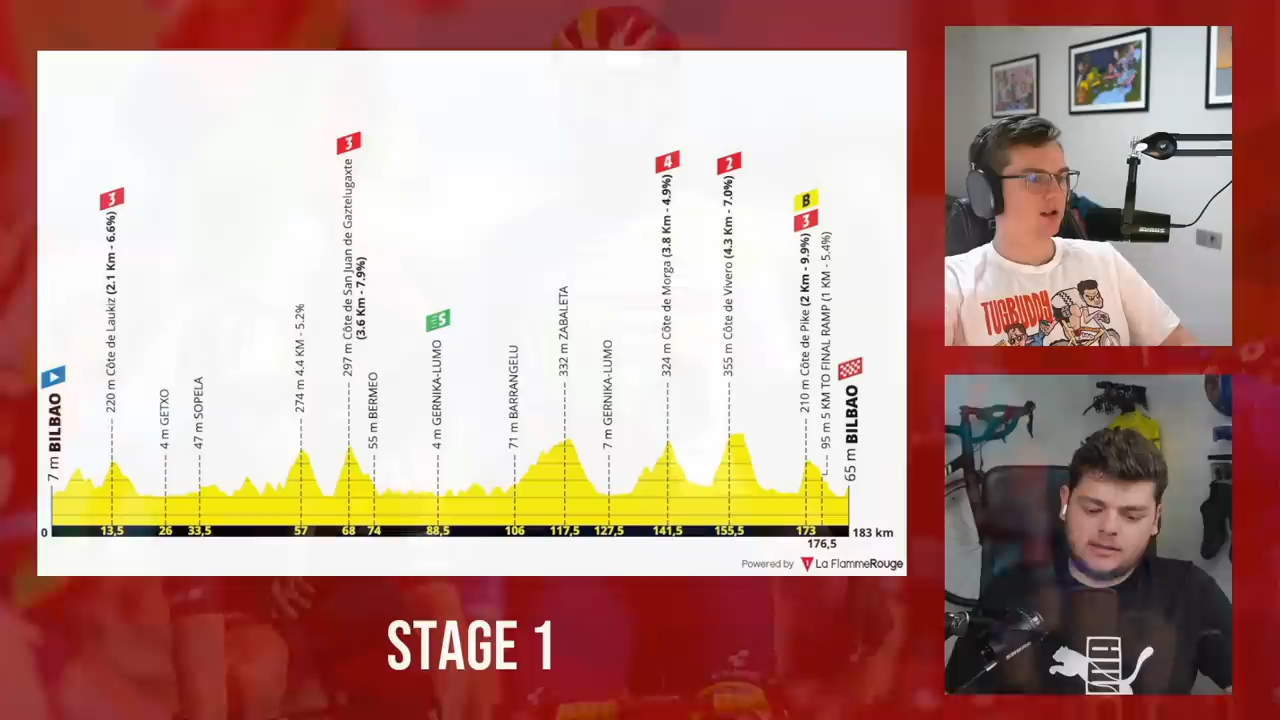 3
220 m Côte de Laukiz (2.1 Km - 6.6%)
4 m GETXO
47 m SOPELA
274 m 4.4 KM - 5.2%
3
297 m Côte de San Juan de Gaztelugaxte
(3.6 Km - 7,9%)
55 m BERMEO
S
4 m GERNIKA-LUMO
71 m BARRANGELU
332 m ZABALETA
7 m GERNIKA-LUMO
4
324 m Côte de Morga (3.8 Km - 4.9%)
2
355 m Côte de Vivero (4.3 Km - 7.0%)
B
3
210 m Côte de Pike (2 Km - 9.9%)
95 m 5 KM TO FINAL RAMP (1 KM - 5.4%)
7 m BILBAO
65 m BILBAO
0 13,5 26 33,5 57 68 74 88,5 106 117,5 127,5 141,5 155,5 173 183 km
176,5
Powered by La FlammeRouge
STAGE 1
TUGBUDDY